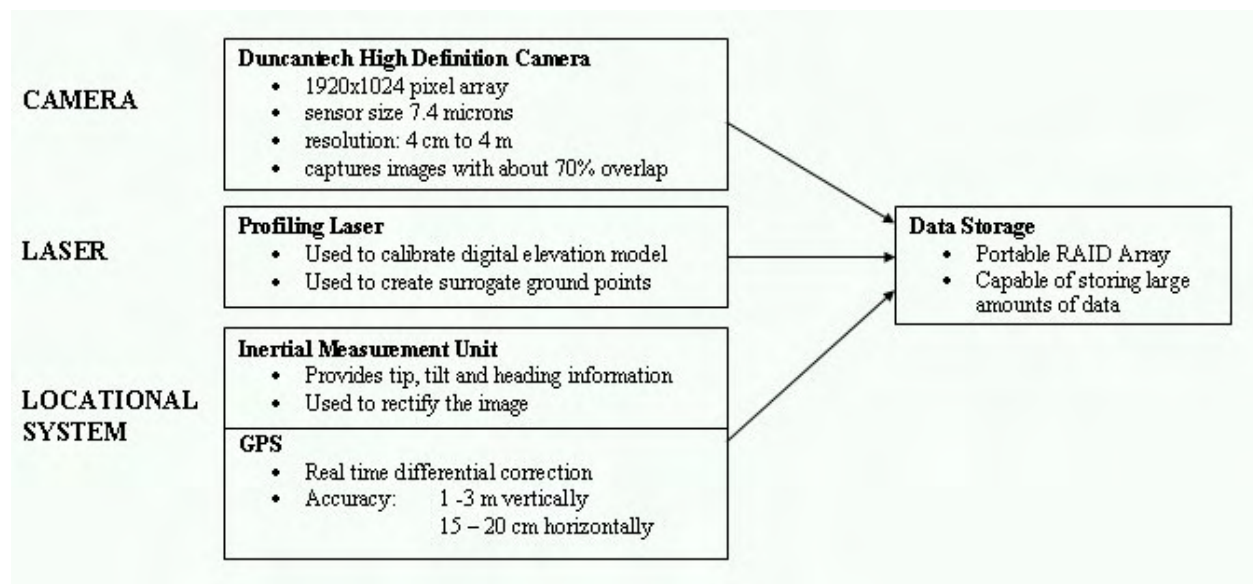 CAMERA
Duncantech High Definition Camera
• 1920x1024 pixel array
• sensor size 7.4 microns
• resolution: 4 cm to 4 m
• captures images with about 70% overlap
LASER
Profiling Laser
• Used to calibrate digital elevation model
• Used to create surrogate ground points
LOCATIONAL
SYSTEM
Inertial Measurement Unit
• Provides tip, tilt and heading information
• Used to rectify the image
GPS
• Real time differential correction
• Accuracy: 1 -3 m vertically
15 – 20 cm horizontally
Data Storage
• Portable RAID Array
• Capable of storing large
amounts of data